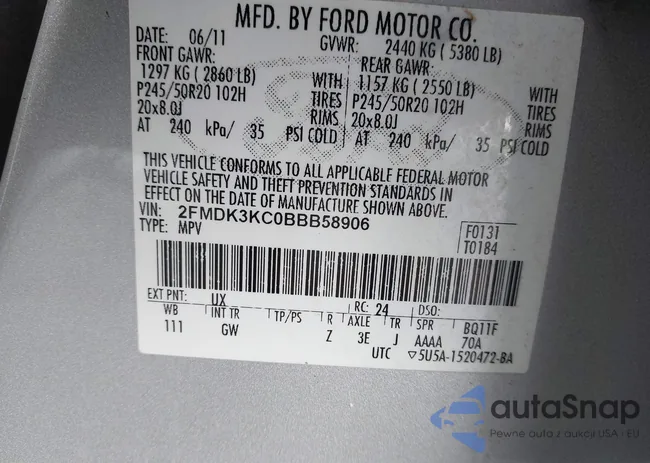 MFD. BY FORD MOTOR CO.
DATE: 06/11 GVWR: 2440 KG ( 5380 LB)
FRONT GAWR: REAR GAWR:
1297 KG ( 2860 LB) WITH 1157 KG ( 2550 LB) WITH
P245/50R20 102H TIRES P245/50R20 102H TIRES
20x8.0J RIMS 20x8.0J RIMS
AT 240 kPa/ 35 PSI COLD AT 240 kPa/ 35 PSI COLD
THIS VEHICLE CONFORMS TO ALL APPLICABLE FEDERAL MOTOR
VEHICLE SAFETY AND THEFT PREVENTION STANDARDS IN
EFFECT ON THE DATE OF MANUFACTURE SHOWN ABOVE.
VIN: 2FMDK3KC0BBB58906 F0131
TYPE: MPV T0184
EXT PNT: UX RC: 24 DSO:
WB INT TR TP/PS R AXLE TR SPR BQ11F
111 GW Z 3E J AAAA 70A
UTC ▽5U5A-1520472-BA
autaSnap
Pewne auta z aukcji USA - EU